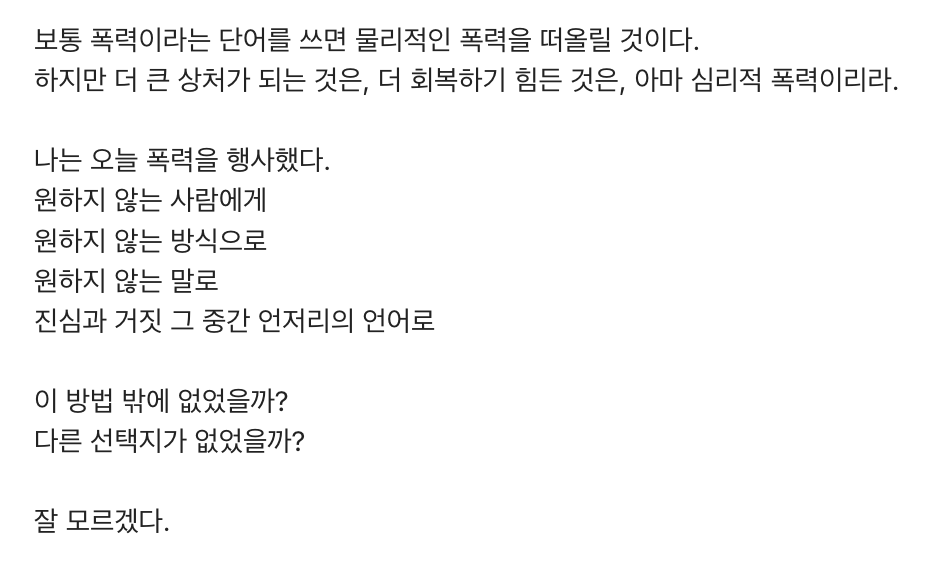 보통 폭력이라는 단어를 쓰면 물리적인 폭력을 떠올릴 것이다.
하지만 더 큰 상처가 되는 것은, 더 회복하기 힘든 것은, 아마 심리적 폭력이리라.
나는 오늘 폭력을 행사했다.
원하지 않는 사람에게
원하지 않는 방식으로
원하지 않는 말로
진심과 거짓 그 중간 언저리의 언어로
이 방법 밖에 없었을까?
다른 선택지가 없었을까?
잘 모르겠다.